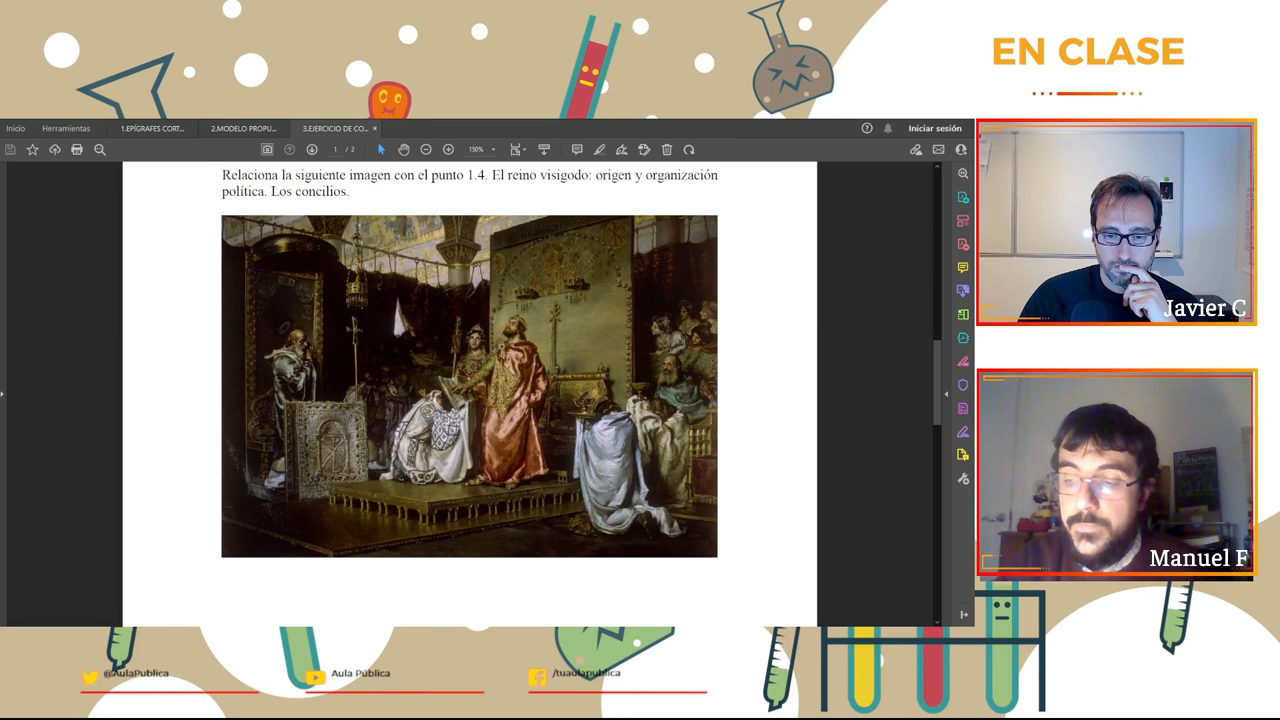 EN CLASE
Inicio
Herramientas
1.EPÍGRAFES CORT...
2.MODELO PROPU...
3.EJERCICIO DE CO...
×
Iniciar sesión
1 / 2
150%
Relaciona la siguiente imagen con el punto 1.4. El reino visigodo: origen y organización
política. Los concilios.
Javier C
Manuel F
@AulaPublica
Aula Pública
/tuaulapublica